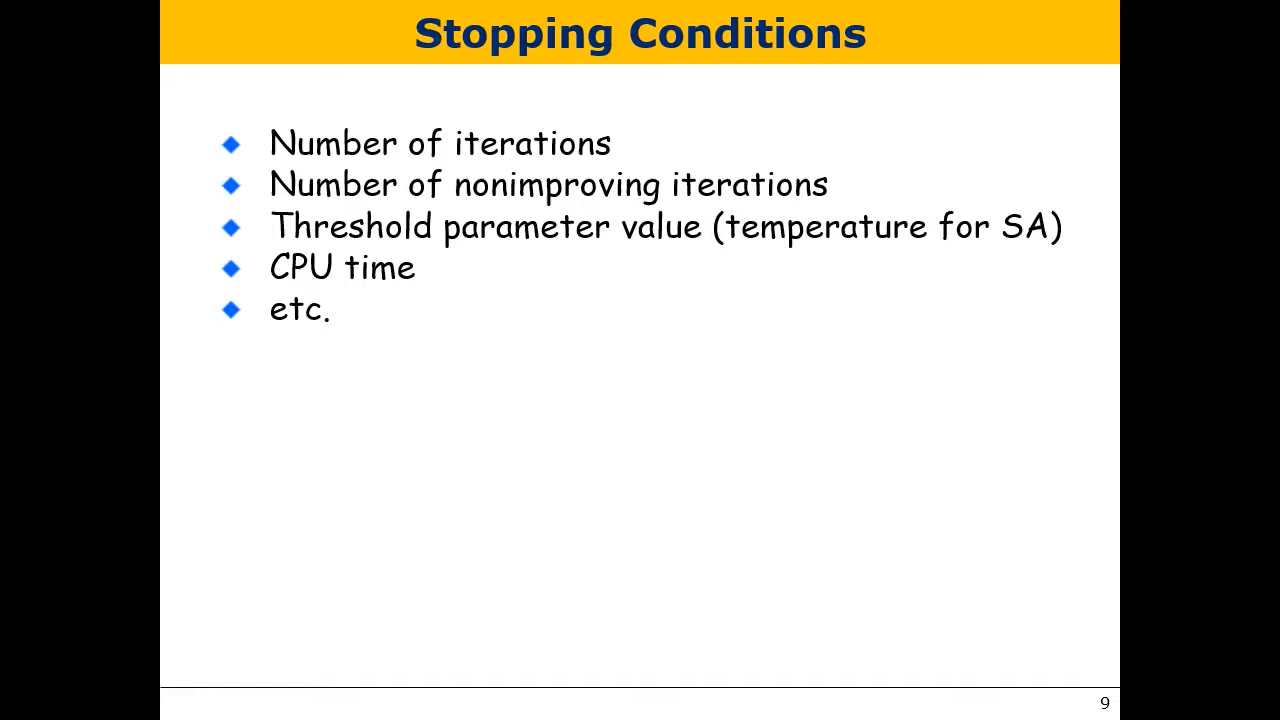 Stopping Conditions
Number of iterations
Number of nonimproving iterations
Threshold parameter value (temperature for SA)
CPU time
etc.
9